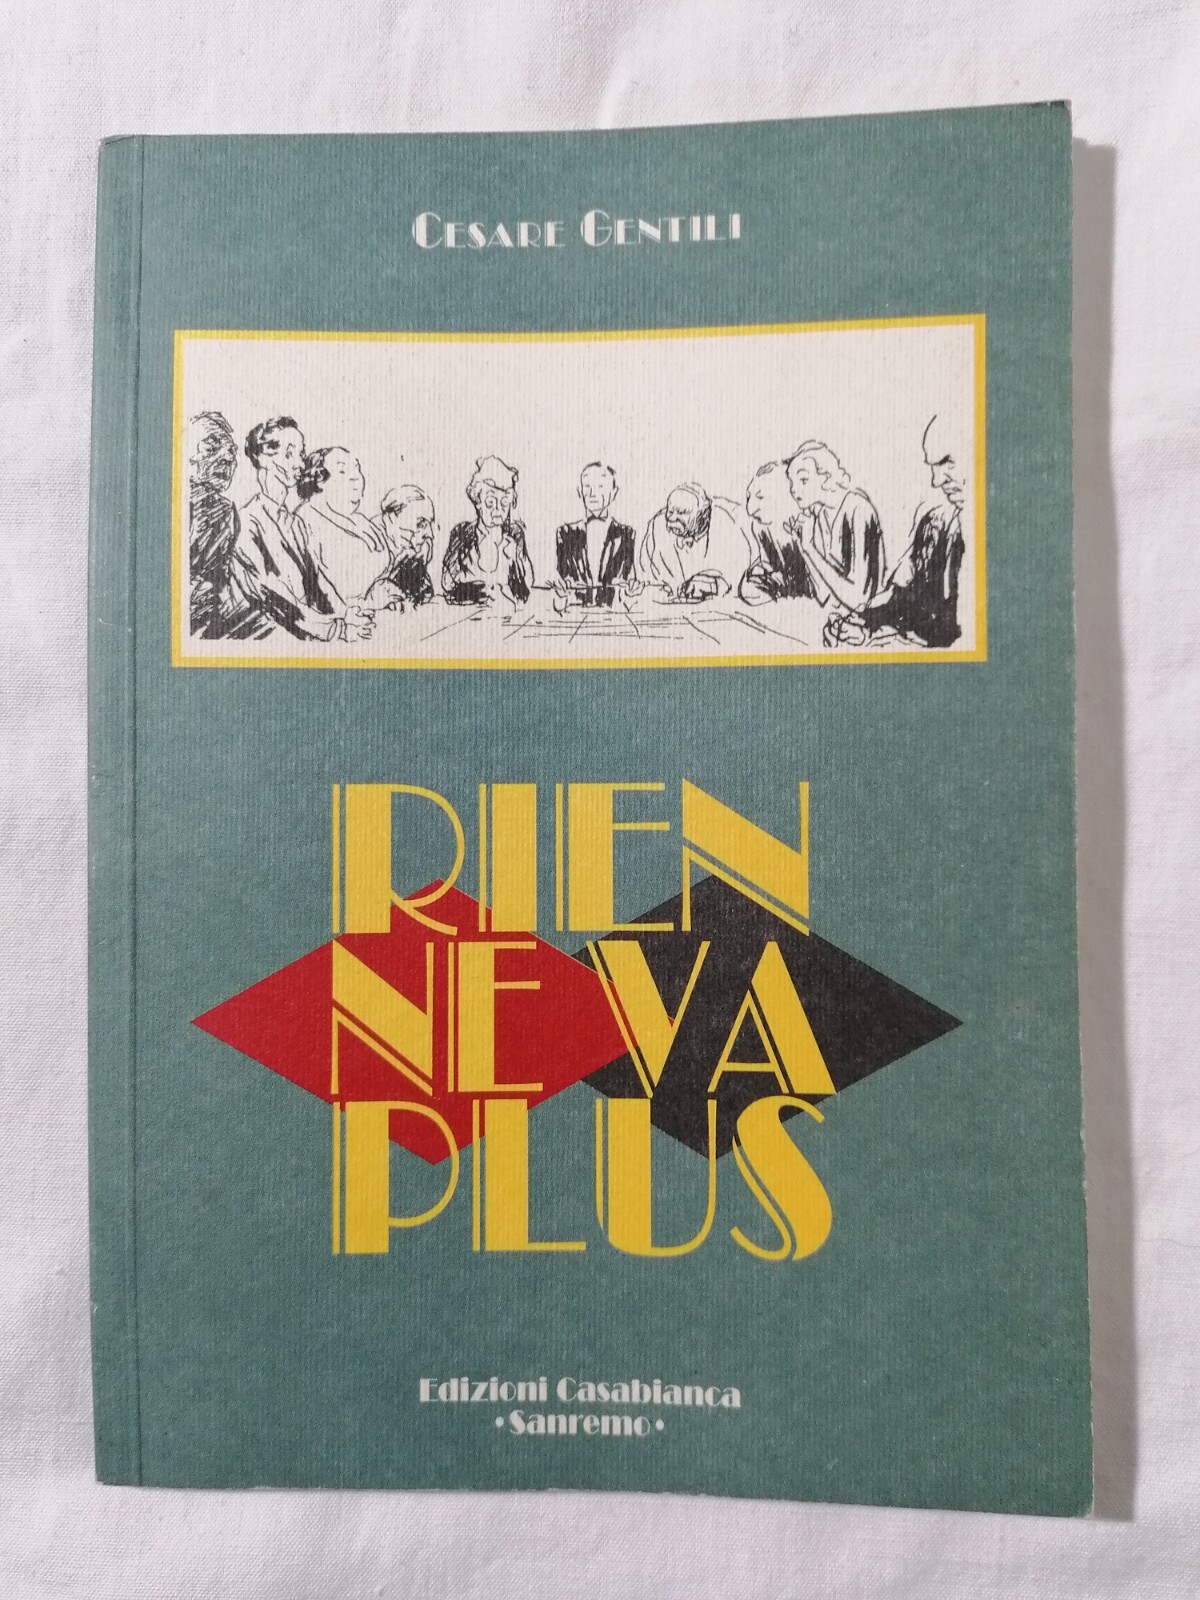 CESARE GENTILI
RIEN
NE VA
PLUS
Edizioni Casabianca
•Sanremo•